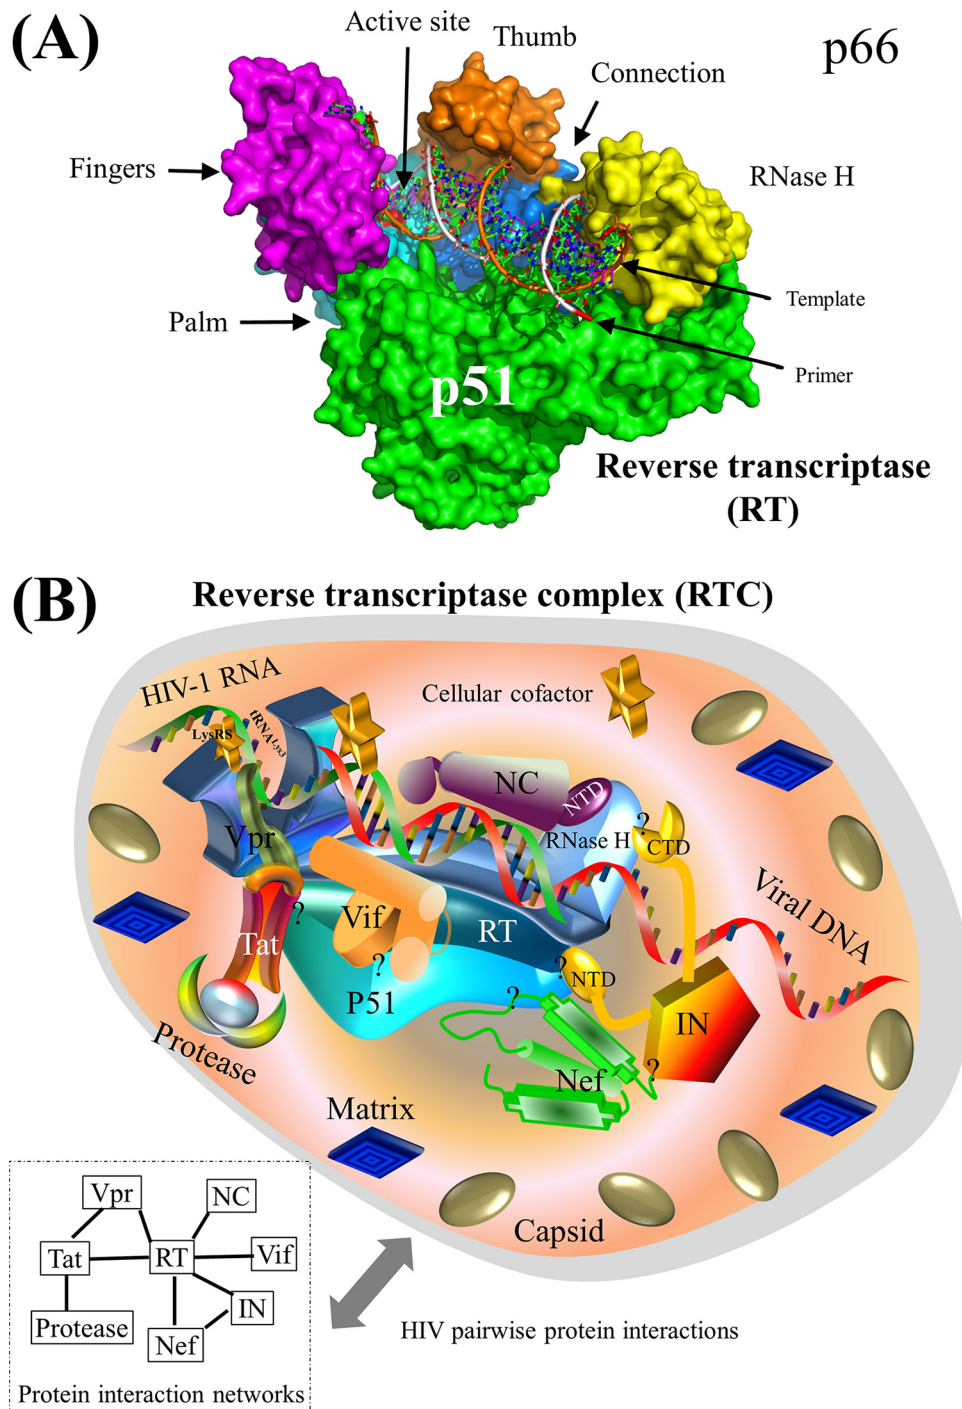 (A)
Active site
Thumb
p66
Connection
Fingers
RNase H
Template
Palm
p51
Primer
Reverse transcriptase
(RT)
(B)
Reverse transcriptase complex (RTC)
HIV-1 RNA
Cellular cofactor
LysRS
tRNALys3
NC
NTD
Vpr
RNase H
?
CTD
Viral DNA
?
Vif
RT
Tat
?
?
NTD
P51
?
IN
Protease
Nef
?
Matrix
Capsid
Vpr
NC
Tat
RT
Vif
IN
Protease
Nef
HIV pairwise protein interactions
Protein interaction networks